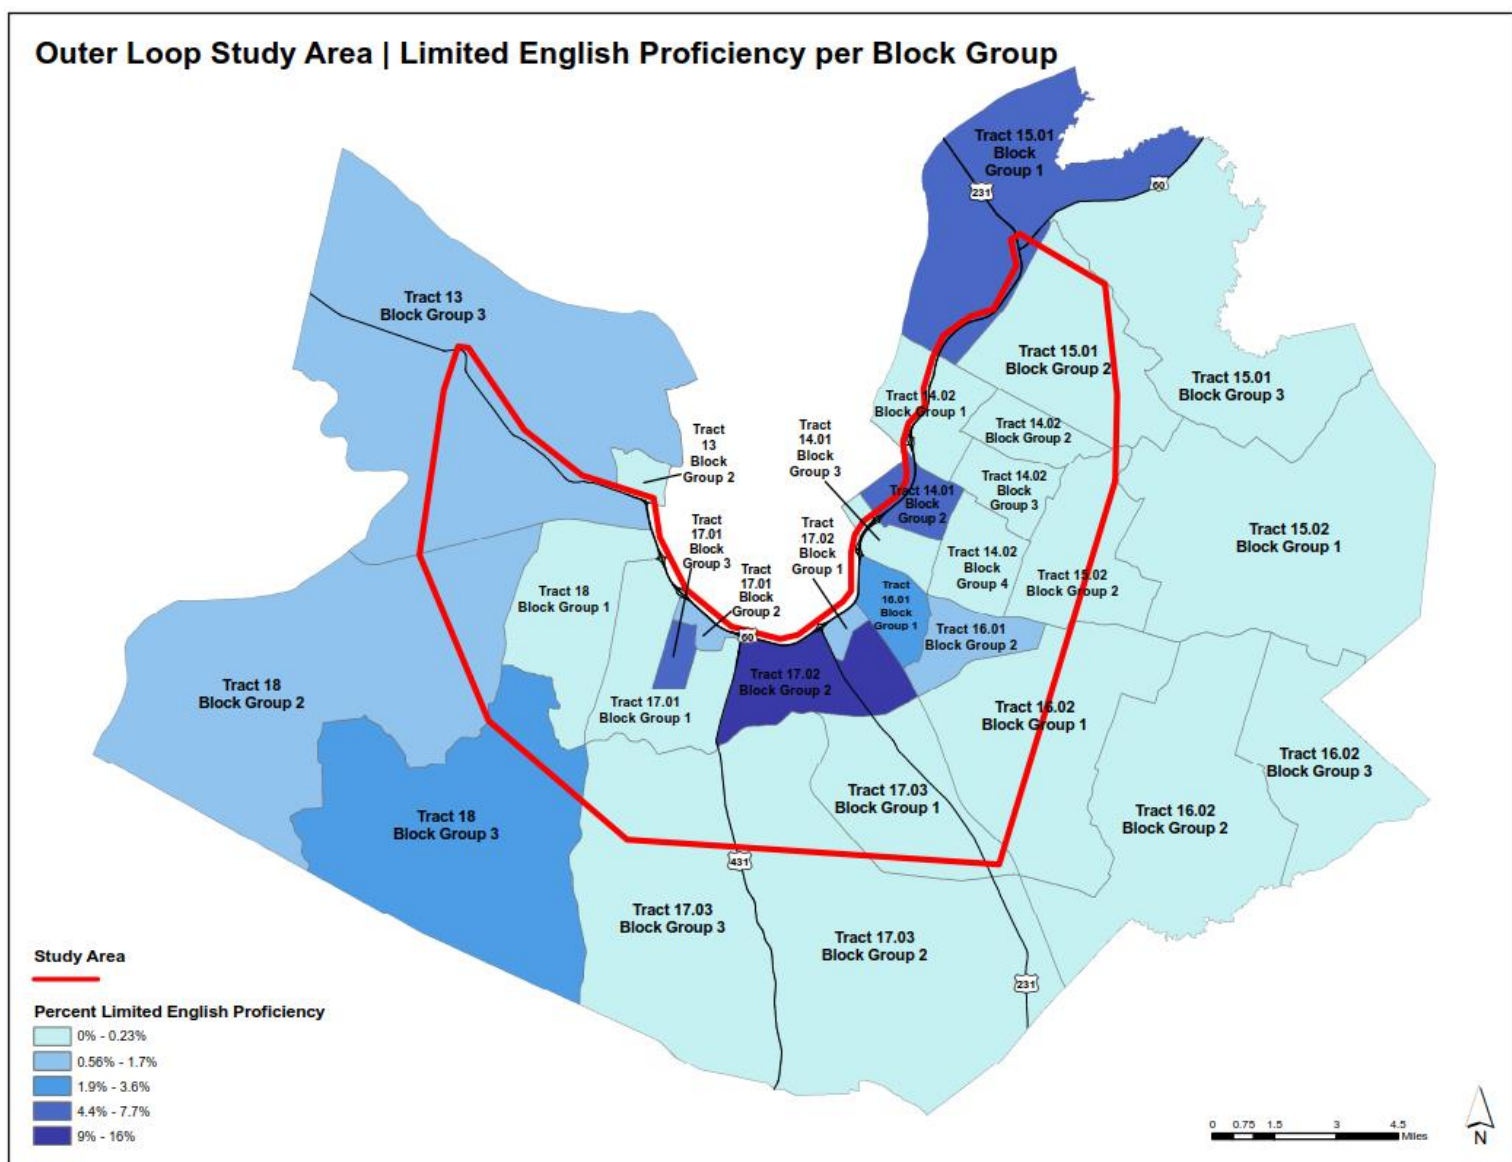 Outer Loop Study Area | Limited English Proficiency per Block Group
Tract 15.01
Block
Group 1
231
60
Tract 13
Block Group 3
Tract 15.01
Block Group 2
Tract 15.01
Block Group 3
Tract 14.02
Block Group 1
Tract 14.02
Block Group 2
Tract
13
Block
Group 2
Tract
14.01
Block
Group 3
Tract 14.02
Block
Group 3
Tract 14.01
Block
Group 2
Tract
17.01
Block
Group 3
Tract
17.02
Block
Group 1
Tract 15.02
Block Group 1
Tract 14.02
Block
Group 4
Tract
17.01
Block
Group 2
Tract 15.02
Block Group 2
Tract 18
Block Group 1
Tract
16.01
Block
Group 1
60
Tract 16.01
Block Group 2
Tract 17.02
Block Group 2
Tract 18
Block Group 2
Tract 17.01
Block Group 1
Tract 16.02
Block Group 1
Tract 16.02
Block Group 3
Tract 17.03
Block Group 1
Tract 18
Block Group 3
Tract 16.02
Block Group 2
431
Tract 17.03
Block Group 3
Tract 17.03
Block Group 2
231
Study Area
Percent Limited English Proficiency
0% - 0.23%
0.56% - 1.7%
1.9% - 3.6%
4.4% - 7.7%
9% - 16%
0 0.75 1.5 3 4.5
Miles
N